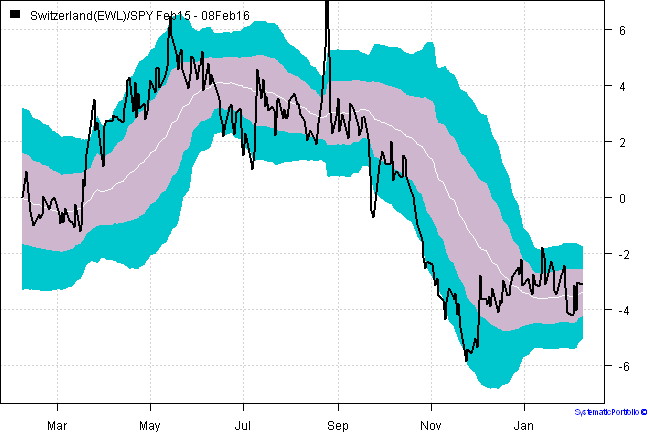 Switzerland(EWL)/SPY Feb15 - 08Feb16
6
4
2
0
-2
-4
-6
Mar May Jul Sep Nov Jan
SystematicPortfolio ©